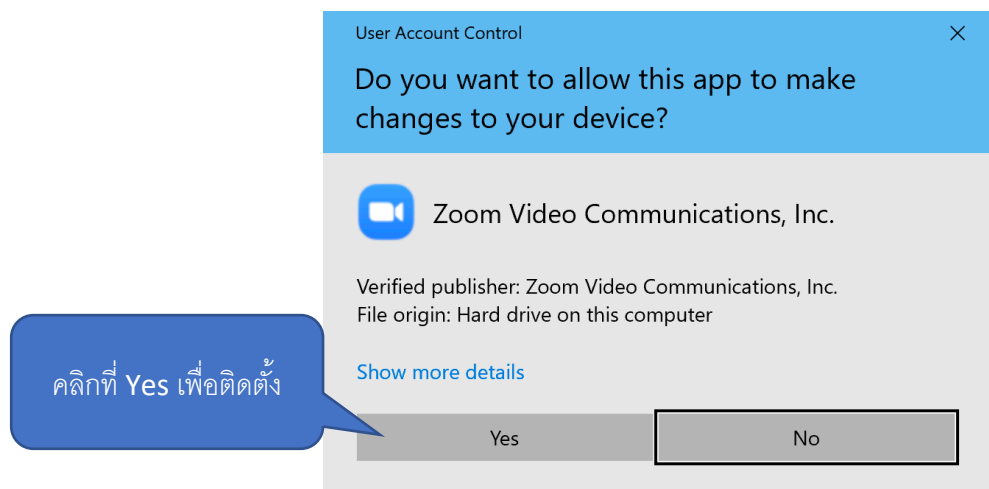 User Account Control
Do you want to allow this app to make
changes to your device?
Zoom Video Communications, Inc.
Verified publisher: Zoom Video Communications, Inc.
File origin: Hard drive on this computer
Show more details
คลิกที่ Yes เพื่อติดตั้ง
Yes
No